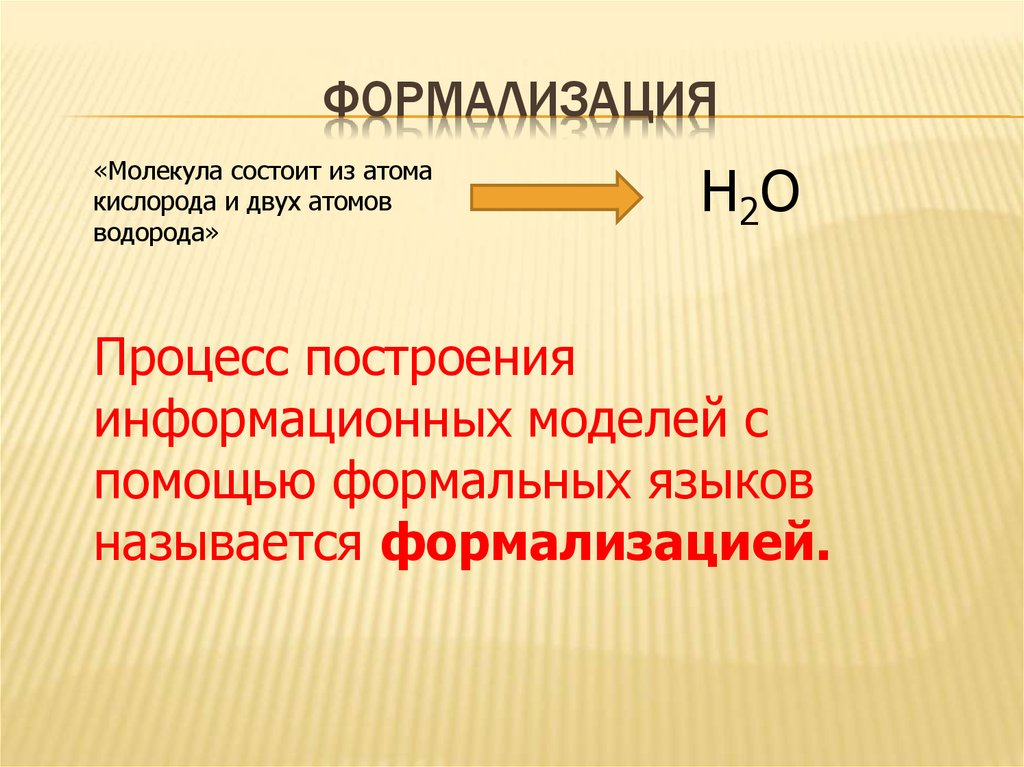 ФОРМАЛИЗАЦИЯ
«Молекула состоит из атома
кислорода и двух атомов
водорода»
H₂O
Процесс построения
информационных моделей с
помощью формальных языков
называется формализацией.